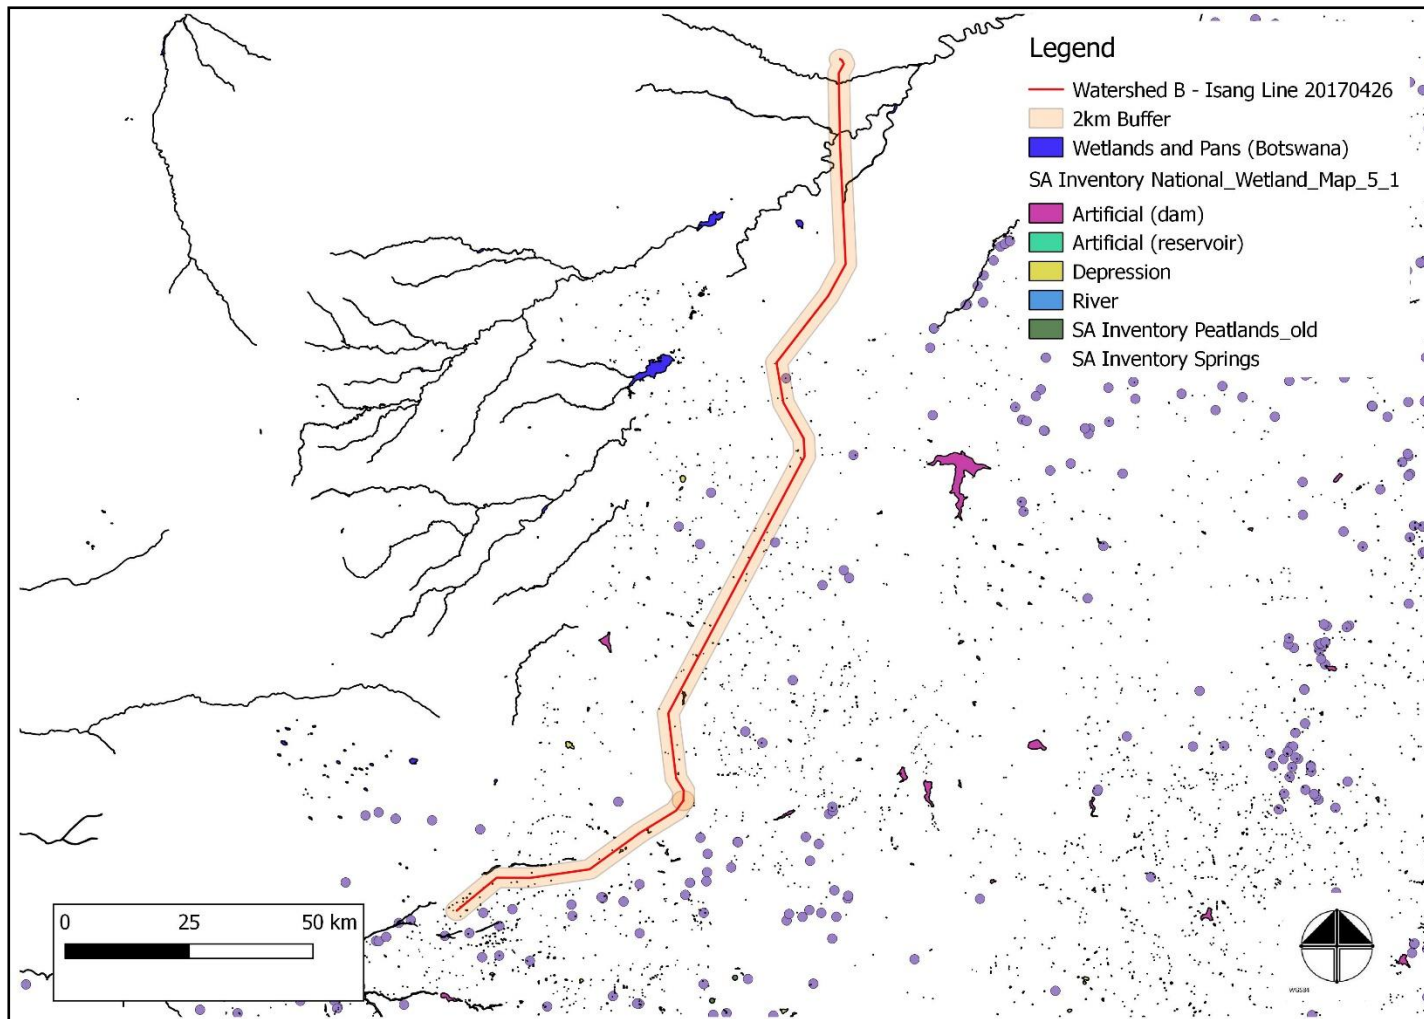 Legend
Watershed B - Isang Line 20170426
2km Buffer
Wetlands and Pans (Botswana)
SA Inventory National_Wetland_Map_5_1
Artificial (dam)
Artificial (reservoir)
Depression
River
SA Inventory Peatlands_old
SA Inventory Springs
0 25 50 km
WGS84